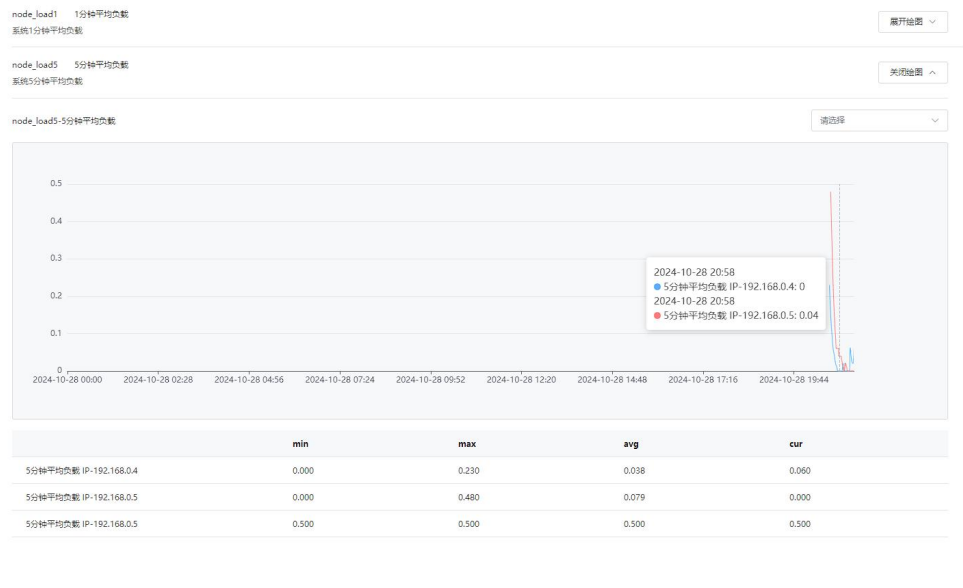 node_load1 1分钟平均负载
展开绘图
系统1分钟平均负载
node_load5 5分钟平均负载
关闭绘图
系统5分钟平均负载
node_load5-5分钟平均负载
请选择
0.5
0.4
0.3
0.2
0.1
0
2024-10-28 20:58
5分钟平均负载 IP-192.168.0.4: 0
2024-10-28 20:58
5分钟平均负载 IP-192.168.0.5: 0.04
2024-10-28 00:00 2024-10-28 02:28 2024-10-28 04:56 2024-10-28 07:24 2024-10-28 09:52 2024-10-28 12:20 2024-10-28 14:48 2024-10-28 17:16 2024-10-28 19:44
min max avg cur
5分钟平均负载 IP-192.168.0.4 0.000 0.230 0.038 0.060
5分钟平均负载 IP-192.168.0.5 0.000 0.480 0.079 0.000
5分钟平均负载 IP-192.168.0.5 0.500 0.500 0.500 0.500